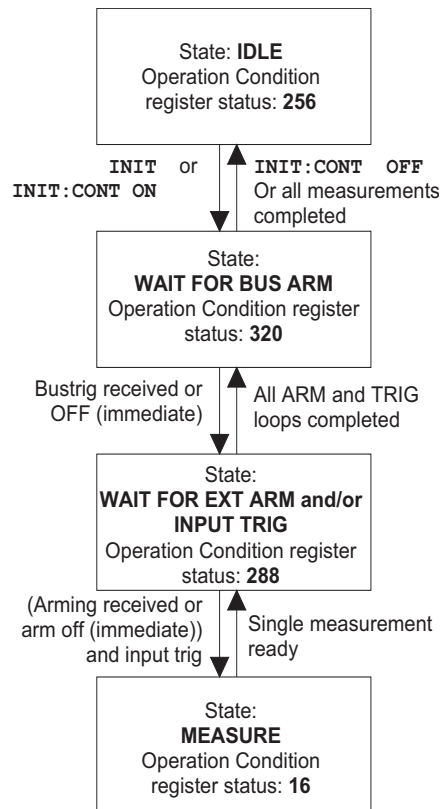 State: IDLE
Operation Condition
register status: 256
INIT or
INIT:CONT ON
INIT:CONT OFF
Or all measurements
completed
State:
WAIT FOR BUS ARM
Operation Condition register
status: 320
Bustrig received or
OFF (immediate)
All ARM and TRIG
loops completed
State:
WAIT FOR EXT ARM and/or
INPUT TRIG
Operation Condition register
status: 288
(Arming received or
arm off (immediate))
and input trig
Single measurement
ready
State:
MEASURE
Operation Condition
register status: 16